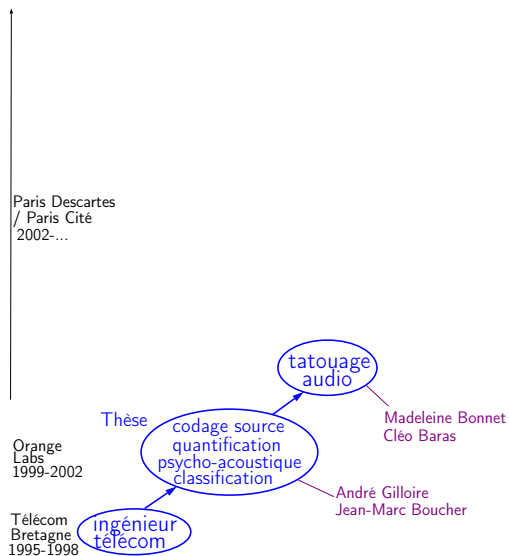 Paris Descartes
/ Paris Cité
2002-...
tatouage
audio
Madeleine Bonnet
Cléo Baras
Thèse
codage source
quantification
psycho-acoustique
classification
Orange
Labs
1999-2002
André Gilloire
Jean-Marc Boucher
Télécom
Bretagne
1995-1998
ingénieur
télécom